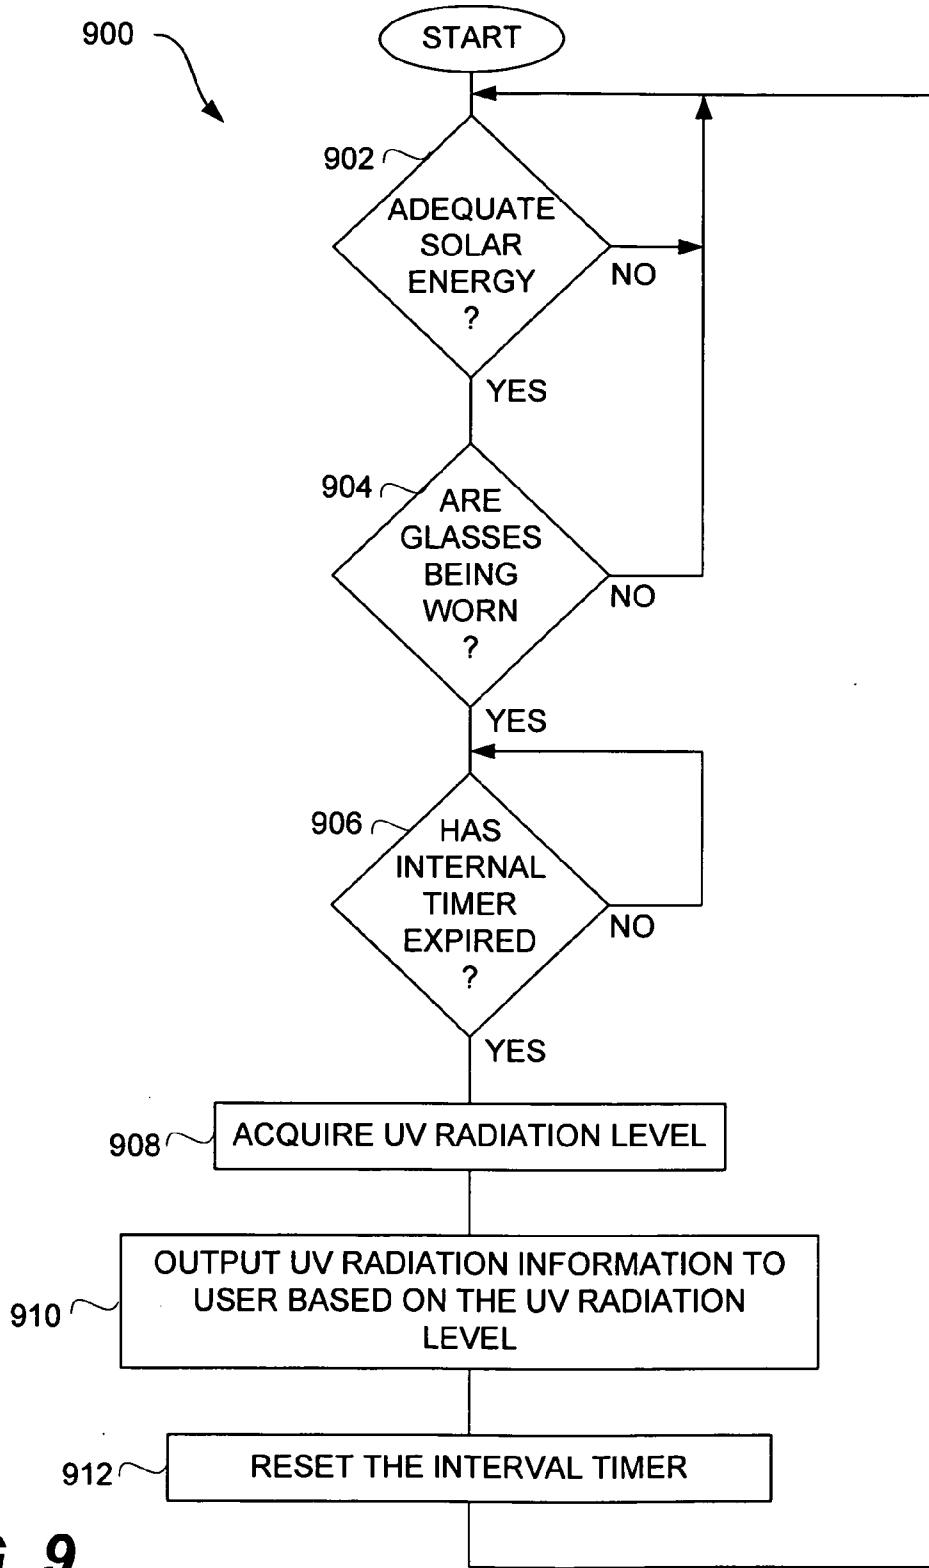 900
START
902
ADEQUATE
SOLAR
ENERGY
?
NO
YES
904
ARE
GLASSES
BEING
WORN
?
NO
YES
906
HAS
INTERNAL
TIMER
EXPIRED
?
NO
YES
908
ACQUIRE UV RADIATION LEVEL
910
OUTPUT UV RADIATION INFORMATION TO
USER BASED ON THE UV RADIATION
LEVEL
912
RESET THE INTERVAL TIMER
G. 9